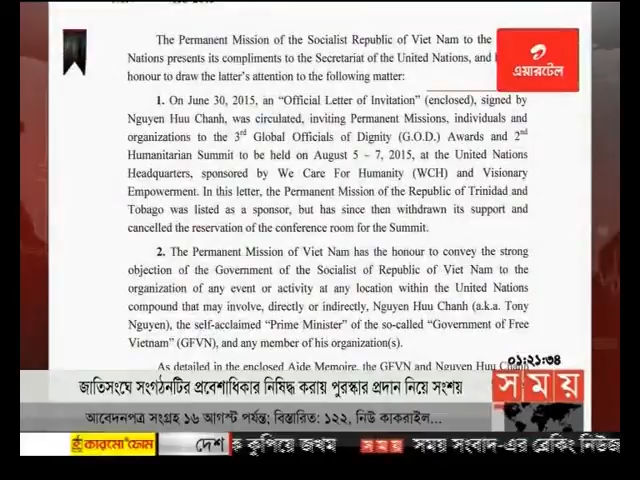 The Permanent Mission of the Socialist Republic of Viet Nam to the
Nations presents its compliments to the Secretariat of the United Nations, and
honour to draw the latter's attention to the following matter:
এয়ারটেল
1. On June 30, 2015, an “Official Letter of Invitation” (enclosed), signed by
Nguyen Huu Chanh, was circulated, inviting Permanent Missions, individuals and
organizations to the 3rd Global Officials of Dignity (G.O.D.) Awards and 2nd
Humanitarian Summit to be held on August 5 – 7, 2015, at the United Nations
Headquarters, sponsored by We Care For Humanity (WCH) and Visionary
Empowerment. In this letter, the Permanent Mission of the Republic of Trinidad and
Tobago was listed as a sponsor, but has since then withdrawn its support and
cancelled the reservation of the conference room for the Summit.
2. The Permanent Mission of Viet Nam has the honour to convey the strong
objection of the Government of the Socialist of Republic of Viet Nam to the
organization of any event or activity at any location within the United Nations
compound that may involve, directly or indirectly, Nguyen Huu Chanh (a.k.a. Tony
Nguyen), the self-acclaimed “Prime Minister” of the so-called “Government of Free
Vietnam” (GFVN), and any member of his organization(s).
As detailed in the enclosed Aide Memoire, the GFVN and Nguyen Huu Chanh
০১:২১:৩৪
জাতিসংঘে সংগঠনটির প্রবেশাধিকার নিষিদ্ধ করায় পুরস্কার প্রদান নিয়ে সংশয়
সময়
আবেদনপত্র সংগ্রহ ১৬ আগস্ট পর্যন্ত; বিস্তারিত: ১২২, নিউ কাকরাইল...
কারমো ফোম দেশ ক কুপিয়ে জখম সময় সময় সংবাদ-এর ব্রেকিং নিউজ